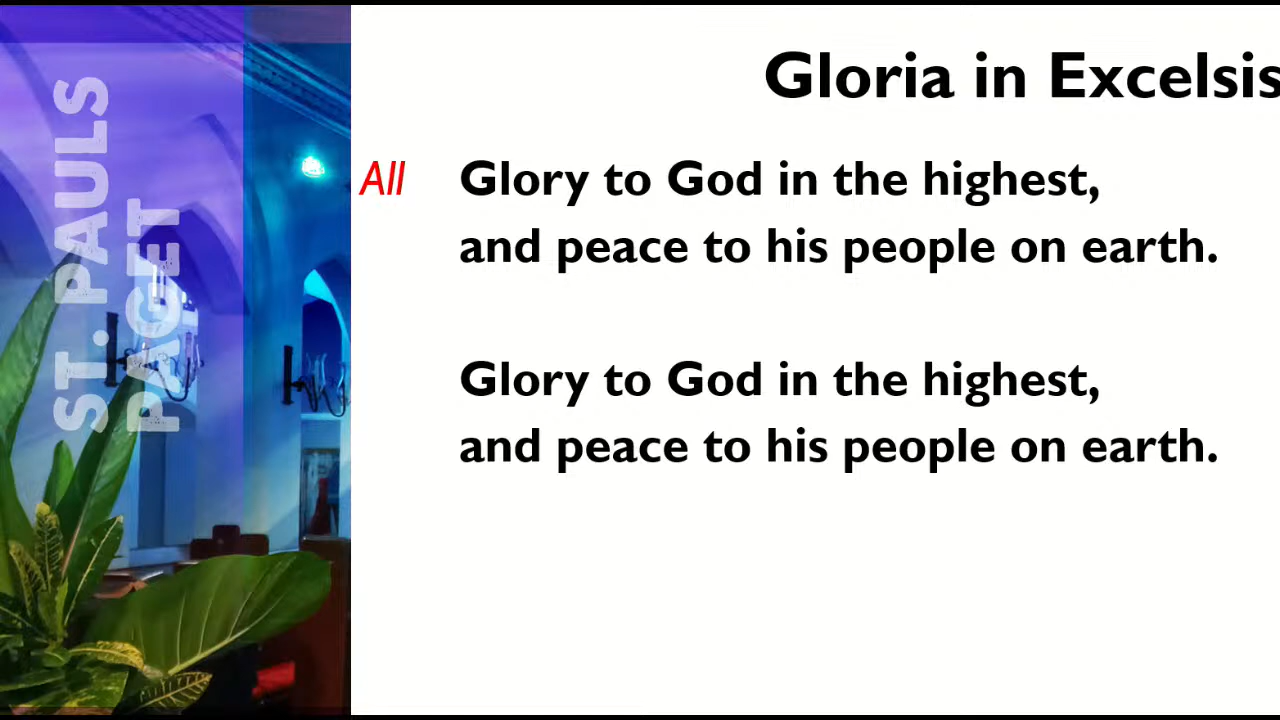 ST. PAULS
PAGET
Gloria in Excelsis
All Glory to God in the highest,
and peace to his people on earth.
Glory to God in the highest,
and peace to his people on earth.